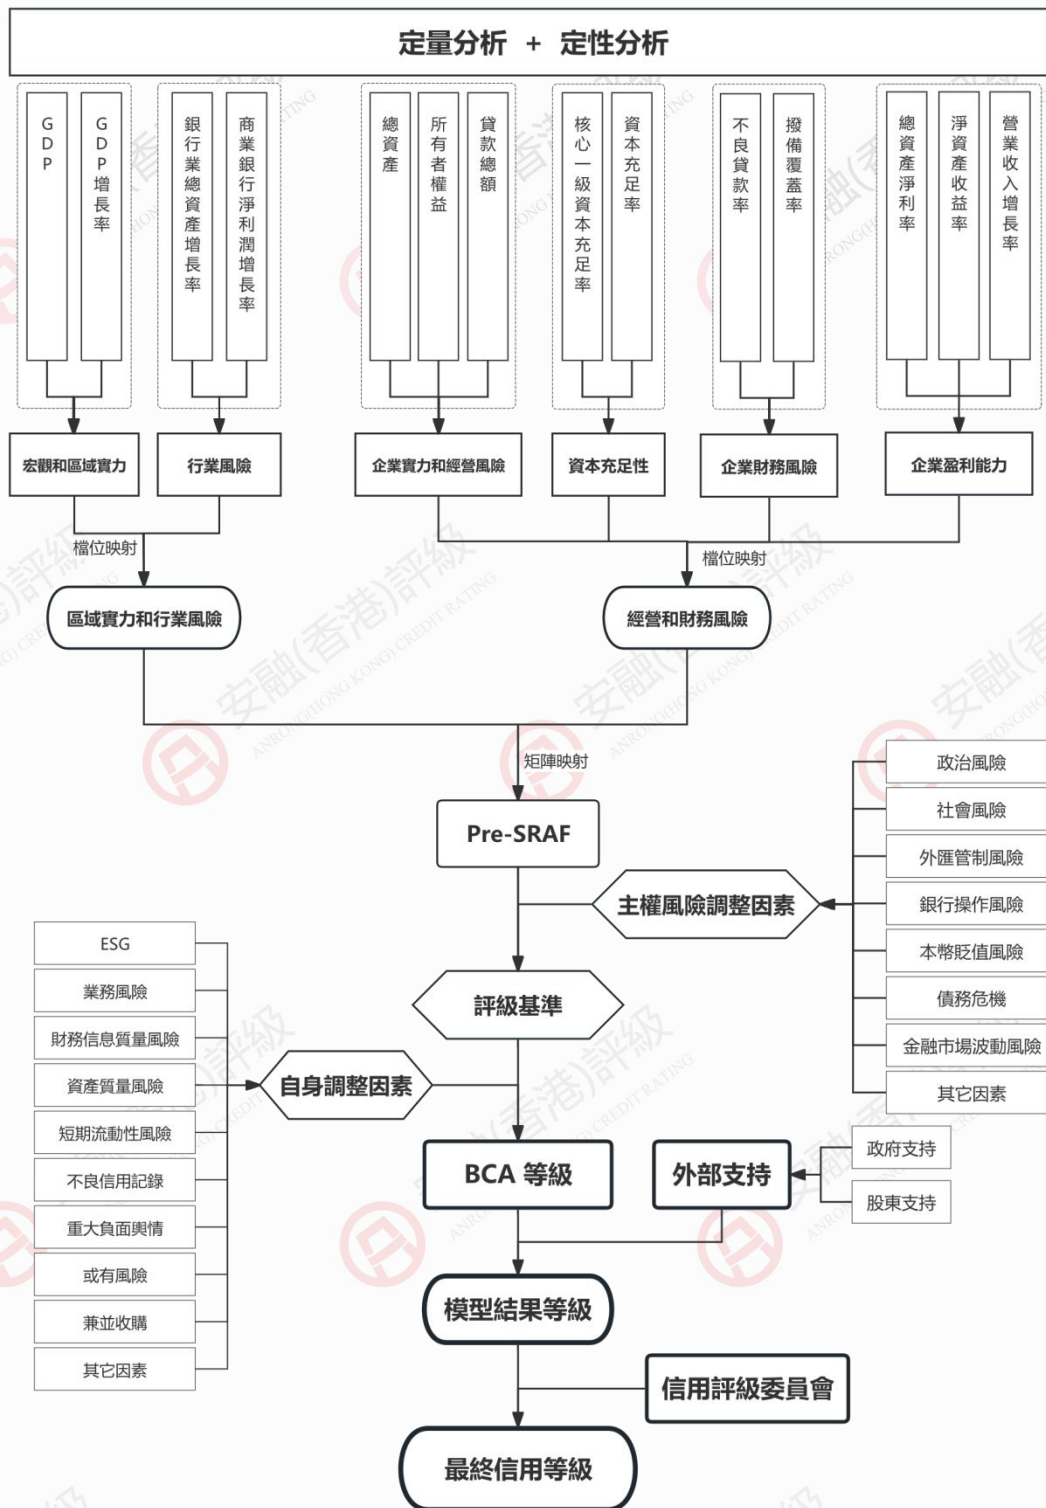 定量分析 + 定性分析
GDP
GDP增長率
銀行業總資產增長率
商業銀行淨利潤增長率
總資產
所有者權益
貸款總額
核心一級資本充足率
資本充足率
不良貸款率
撥備覆蓋率
總資產淨利率
淨資產收益率
營業收入增長率
宏觀和區域實力
行業風險
企業實力和經營風險
資本充足性
企業財務風險
企業盈利能力
檔位映射
檔位映射
區域實力和行業風險
經營和財務風險
矩陣映射
Pre-SRAF
主權風險調整因素
政治風險
社會風險
外匯管制風險
銀行操作風險
本幣貶值風險
債務危機
金融市場波動風險
其它因素
評級基準
ESG
業務風險
財務信息質量風險
資產質量風險
短期流動性風險
不良信用記錄
重大負面輿情
或有風險
兼並收購
其它因素
自身調整因素
BCA 等級
外部支持
政府支持
股東支持
模型結果等級
信用評級委員會
最終信用等級
安融(香港)評級
ANRONG(HONG KONG) CREDIT RATING